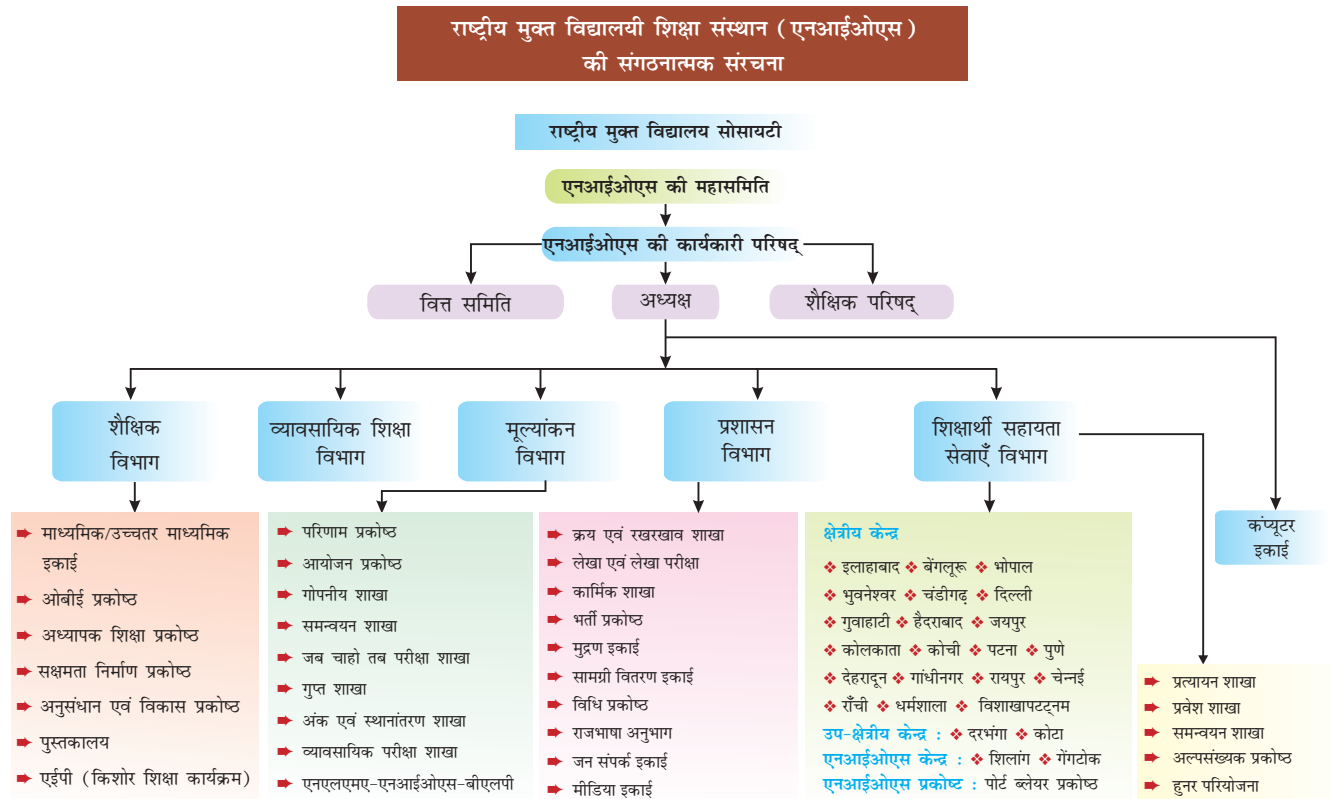 राष्ट्रीय मुक्त विद्यालयी शिक्षा संस्थान ( एनआईओएस )
की संगठनात्मक संरचना
राष्ट्रीय मुक्त विद्यालय सोसायटी
एनआईओएस की महासमिति
एनआईओएस की कार्यकारी परिषद्
वित्त समिति
अध्यक्ष
शैक्षिक परिषद्
शैक्षिक
विभाग
व्यावसायिक शिक्षा
विभाग
मूल्यांकन
विभाग
प्रशासन
विभाग
शिक्षार्थी सहायता
सेवाएँ विभाग
कंप्यूटर
इकाई
माध्यमिक/उच्चतर माध्यमिक
इकाई
ओबीई प्रकोष्ठ
अध्यापक शिक्षा प्रकोष्ठ
सक्षमता निर्माण प्रकोष्ठ
अनुसंधान एवं विकास प्रकोष्ठ
पुस्तकालय
एईपी (किशोर शिक्षा कार्यक्रम)
परिणाम प्रकोष्ठ
आयोजन प्रकोष्ठ
गोपनीय शाखा
समन्वयन शाखा
जब चाहो तब परीक्षा शाखा
गुप्त शाखा
अंक एवं स्थानांतरण शाखा
व्यावसायिक परीक्षा शाखा
एनएलएमए-एनआईओएस-बीएलपी
क्रय एवं रखरखाव शाखा
लेखा एवं लेखा परीक्षा
कार्मिक शाखा
भर्ती प्रकोष्ठ
मुद्रण इकाई
सामग्री वितरण इकाई
विधि प्रकोष्ठ
राजभाषा अनुभाग
जन संपर्क इकाई
मीडिया इकाई
क्षेत्रीय केन्द्र
❖ इलाहाबाद ❖ बेंगलूरू ❖ भोपाल
❖ भुवनेश्वर ❖ चंडीगढ़ ❖ दिल्ली
❖ गुवाहाटी ❖ हैदराबाद ❖ जयपुर
❖ कोलकाता ❖ कोची ❖ पटना ❖ पुणे
❖ देहरादून ❖ गांधीनगर ❖ रायपुर ❖ चेन्नई
❖ राँची ❖ धर्मशाला ❖ विशाखापटट्नम
उप-क्षेत्रीय केन्द्र : ❖ दरभंगा ❖ कोटा
एनआईओएस केन्द्र : ❖ शिलांग ❖ गेंगटोक
एनआईओएस प्रकोष्ट : पोर्ट ब्लेयर प्रकोष्ठ
प्रत्यायन शाखा
प्रवेश शाखा
समन्वयन शाखा
अल्पसंख्यक प्रकोष्ठ
हुनर परियोजना